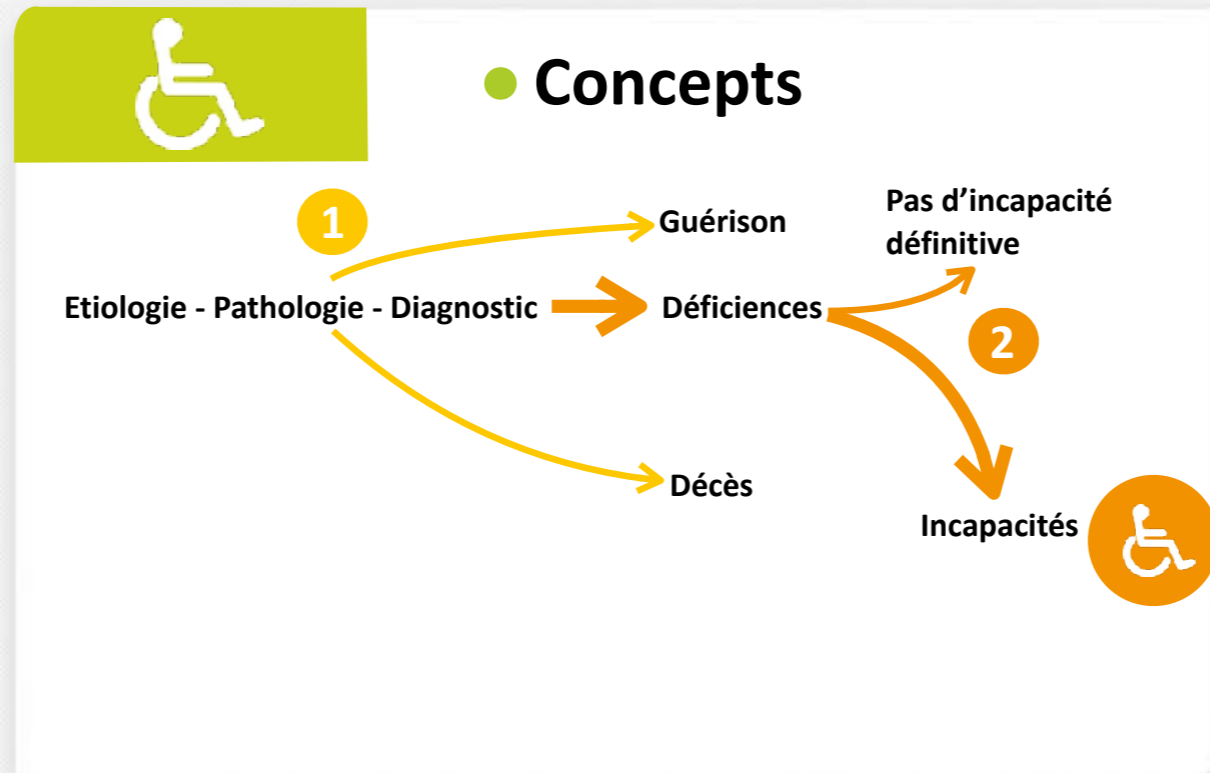 Concepts
1
Guérison
Pas d’incapacité
définitive
Etiologie - Pathologie - Diagnostic
Déficiences
2
Décès
Incapacités